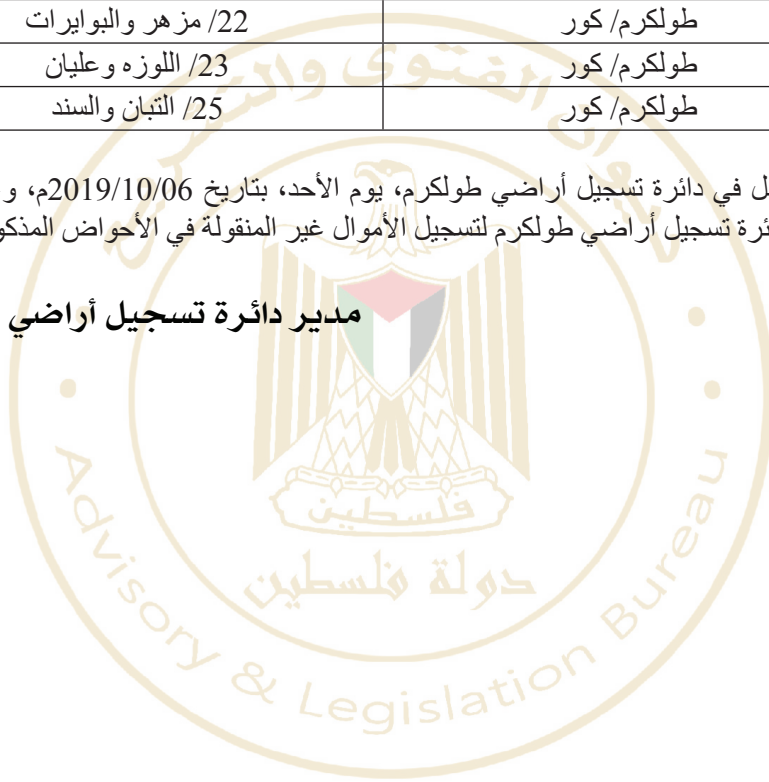 طولكرم/ كور 22/ مزهر والبوايرات
طولكرم/ كور 23/ اللوزه وعليان
طولكرم/ كور 25/ التبان والسند
في دائرة تسجيل أراضي طولكرم، يوم الأحد، بتاريخ 2019/10/06م،
تسجيل أراضي طولكرم لتسجيل الأموال غير المنقولة في الأحواض
مدير دائرة تسجيل أراضي
فلسطين
دولة فلسطين
Advisory & Legislation Bureau